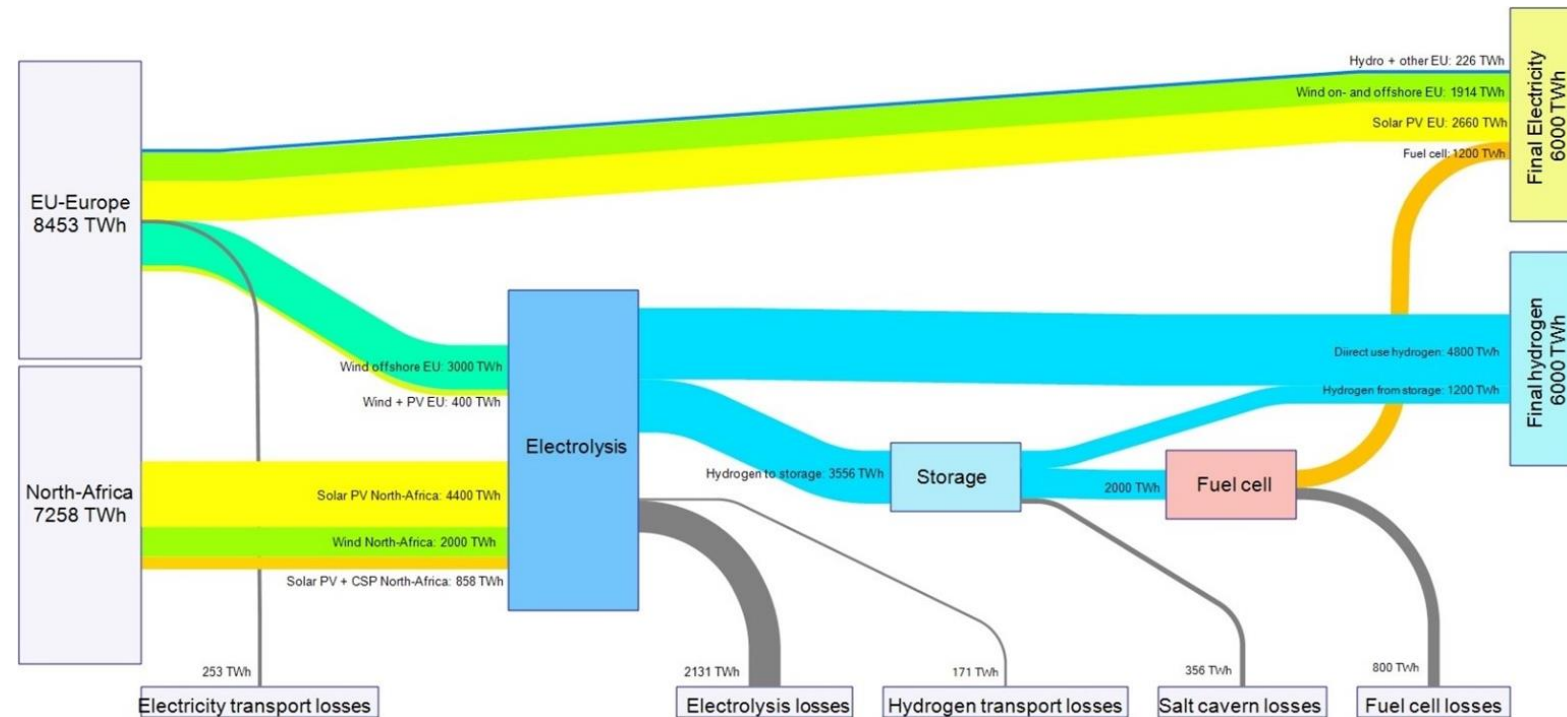 Hydro + other EU: 226 TWh
Wind on- and offshore EU: 1914 TWh
Solar PV EU: 2660 TWh
Fuel cell: 1200 TWh
Final Electricity
6000 TWh
EU-Europe
8453 TWh
Wind offshore EU: 3000 TWh
Wind + PV EU: 400 TWh
Electrolysis
Diirect use hydrogen: 4800 TWh
Hydrogen from storage: 1200 TWh
Final hydrogen
6000 TWh
North-Africa
7258 TWh
Solar PV North-Africa: 4400 TWh
Wind North-Africa: 2000 TWh
Solar PV + CSP North-Africa: 858 TWh
Hydrogen to storage: 3556 TWh
Storage
2000 TWh
Fuel cell
253 TWh
2131 TWh
171 TWh
356 TWh
800 TWh
Electricity transport losses
Electrolysis losses
Hydrogen transport losses
Salt cavern losses
Fuel cell losses